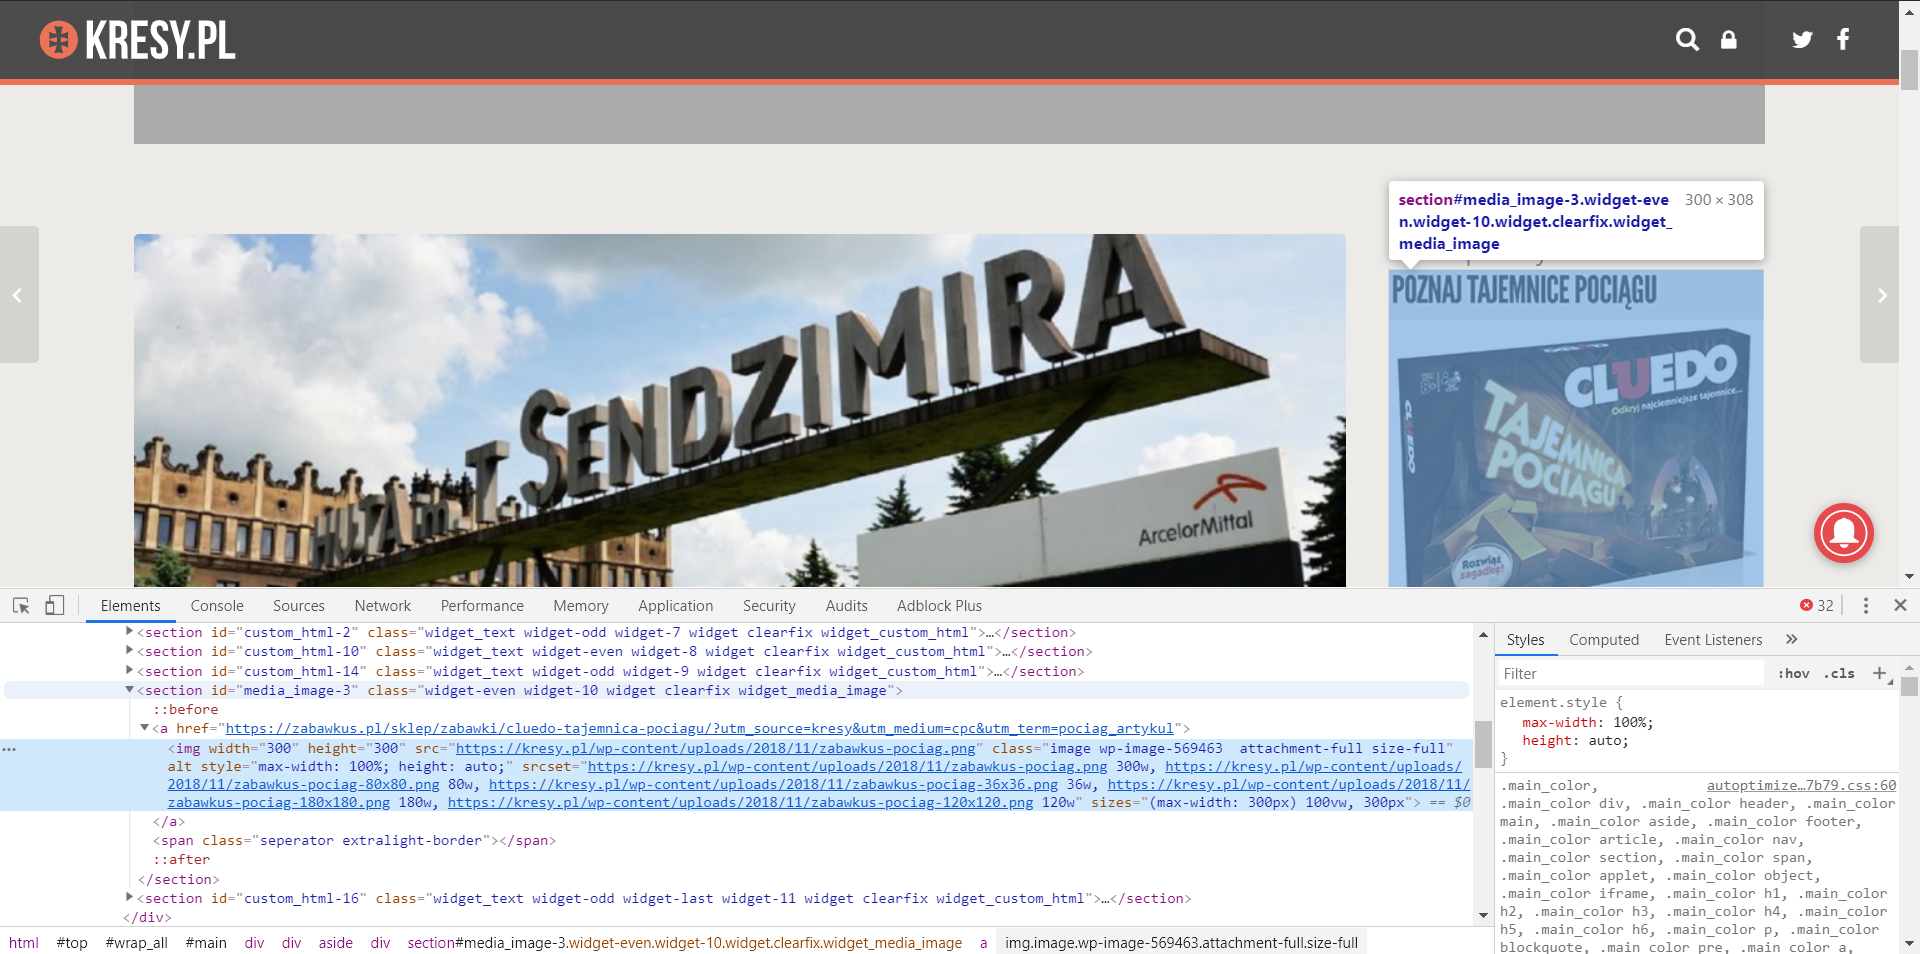 KRESY.PL
section#media_image-3.widget-eve 300 × 308
n.widget-10.widget.clearfix.widget_
media_image
POZNAJ TAJEMNICE POCIĄGU
CLUEDO
Odkryj najciemniejsze tajemnice...
8+
CLUEDO
TAJEMNICA
POCIĄGU
Rozwiąż
zagadkę!
HUTA im. T. SENDZIMIRA
ArcelorMittal
Elements Console Sources Network Performance Memory Application Security Audits Adblock Plus 32
<section id="custom_html-2" class="widget_text widget-odd widget-7 widget clearfix widget_custom_html">…</section>
<section id="custom_html-10" class="widget_text widget-even widget-8 widget clearfix widget_custom_html">…</section>
<section id="custom_html-14" class="widget_text widget-odd widget-9 widget clearfix widget_custom_html">…</section>
<section id="media_image-3" class="widget-even widget-10 widget clearfix widget_media_image">
::before
<a href="https://zabawkus.pl/sklep/zabawki/cluedo-tajemnica-pociagu/?utm_source=kresy&utm_medium=cpc&utm_term=pociag_artykul">
<img width="300" height="300" src="https://kresy.pl/wp-content/uploads/2018/11/zabawkus-pociag.png" class="image wp-image-569463  attachment-full size-full"
alt style="max-width: 100%; height: auto;" srcset="https://kresy.pl/wp-content/uploads/2018/11/zabawkus-pociag.png 300w, https://kresy.pl/wp-content/uploads/
2018/11/zabawkus-pociag-80x80.png 80w, https://kresy.pl/wp-content/uploads/2018/11/zabawkus-pociag-36x36.png 36w, https://kresy.pl/wp-content/uploads/2018/11/
zabawkus-pociag-180x180.png 180w, https://kresy.pl/wp-content/uploads/2018/11/zabawkus-pociag-120x120.png 120w" sizes="(max-width: 300px) 100vw, 300px"> == $0
</a>
<span class="seperator extralight-border"></span>
::after
</section>
<section id="custom_html-16" class="widget_text widget-odd widget-last widget-11 widget clearfix widget_custom_html">…</section>
</div>
html #top #wrap_all #main div div aside div section#media_image-3.widget-even.widget-10.widget.clearfix.widget_media_image a img.image.wp-image-569463.attachment-full.size-full
Styles Computed Event Listeners »
Filter :hov .cls +
element.style {
max-width: 100%;
height: auto;
}
.main_color, autoptimize…7b79.css:60
.main_color div, .main_color header, .main_color
main, .main_color aside, .main_color footer,
.main_color article, .main_color nav,
.main_color section, .main_color span,
.main_color applet, .main_color object,
.main_color iframe, .main_color h1, .main_color
h2, .main_color h3, .main_color h4, .main_color
h5, .main_color h6, .main_color p, .main_color
blockquote, .main_color pre, .main_color a,